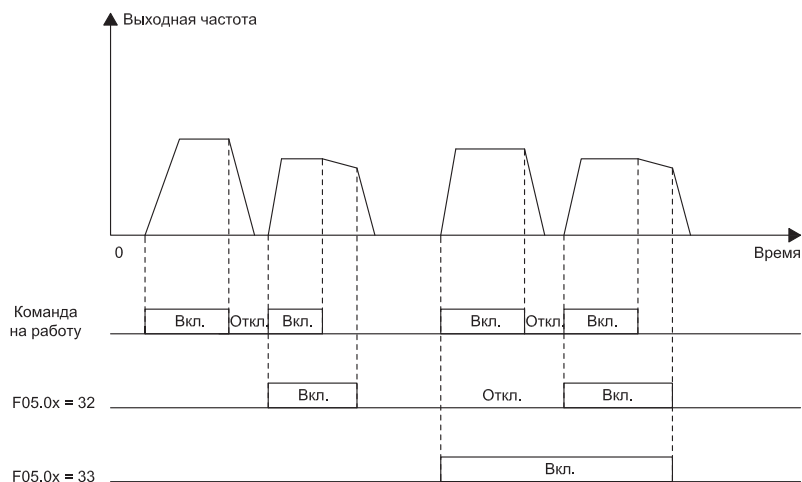 Выходная частота
0
Время
Команда
на работу
Вкл.
Откл.
Вкл.
Вкл.
Откл.
Вкл.
F05.0x = 32
Вкл.
Откл.
Вкл.
F05.0x = 33
Вкл.